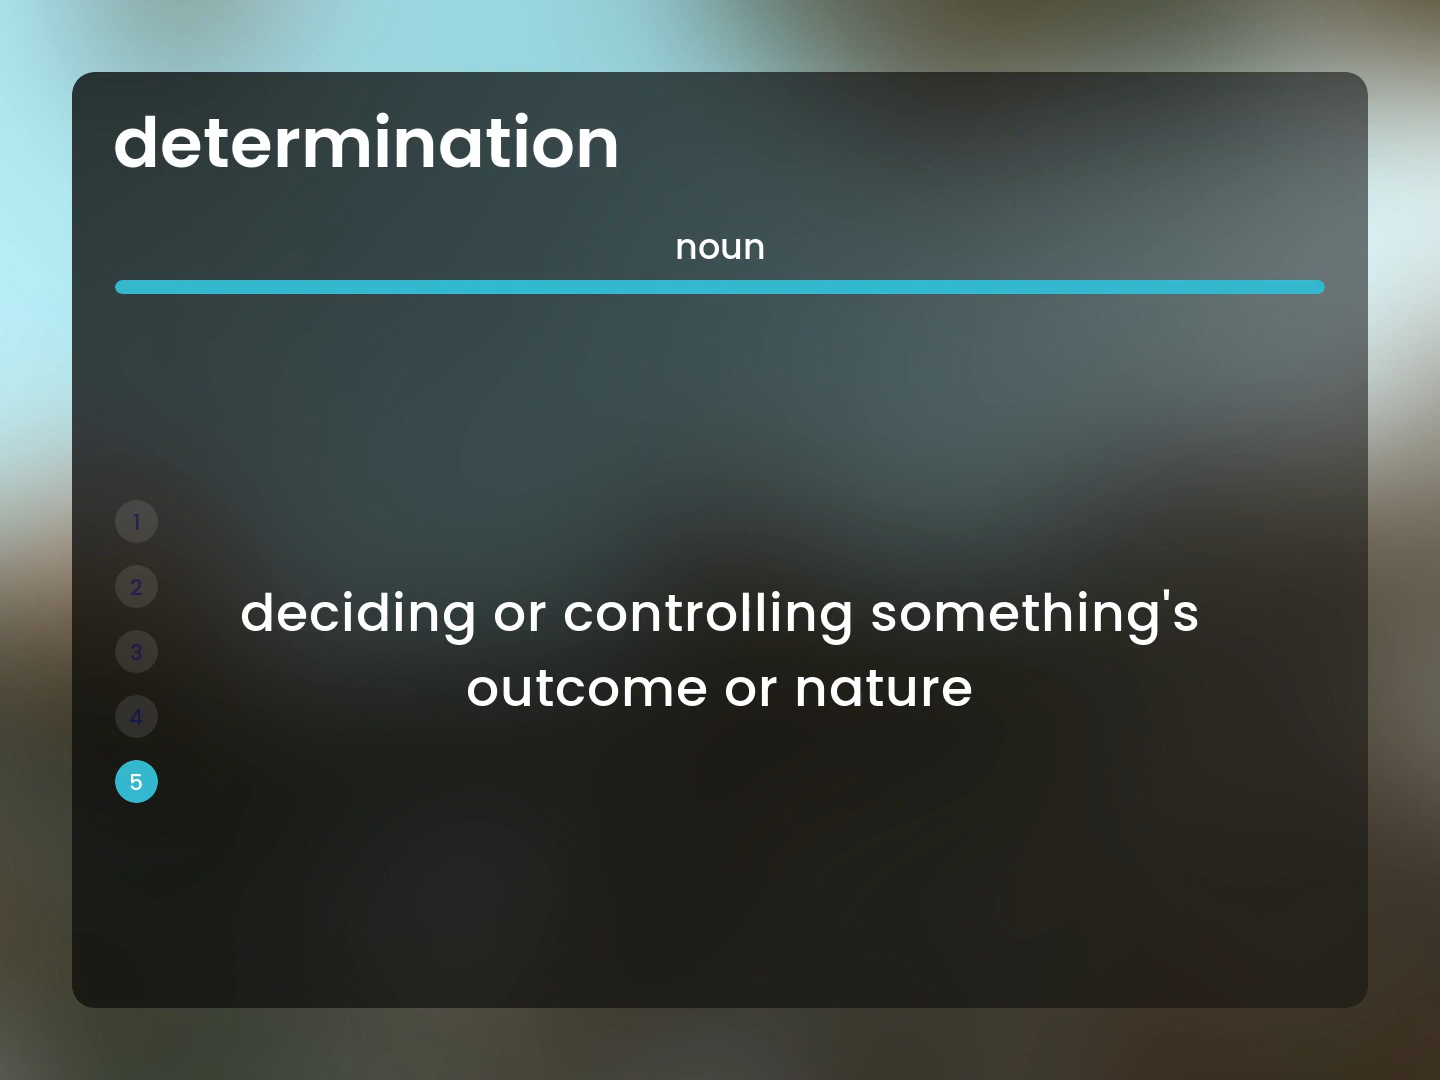 determination
noun
1
2
3
4
5
deciding or controlling something's
outcome or nature